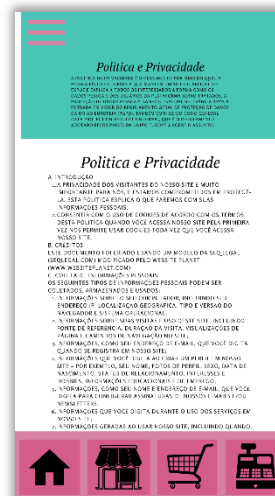 Politica e Privacidade
Politica e Privacidade
A. INTRODUÇÃO
1. A PRIVACIDADE DOS VISITANTES DO NOSSO SITE É MUITO
IMPORTANTE PARA NÓS, E ESTAMOS COMPROMETIDOS EM PROTEGÊ-
LA. ESTA POLÍTICA EXPLICA O QUE FAREMOS COM SUAS
INFORMAÇÕES PESSOAIS.
2. CONSENTIR COM O USO DE COOKIES DE ACORDO COM OS TERMOS
DESTA POLÍTICA QUANDO VOCÊ ACESSA NOSSO SITE PELA PRIMEIRA
VEZ NOS PERMITE USAR COOKIES TODA VEZ QUE VOCÊ ACESSA
NOSSO SITE.
B. CRÉDITOS
ESTE DOCUMENTO FOI CRIADO USANDO UM MODELO DA SEQ LEGAL
(SEQLEGAL.COM) MODIFICADO PELO WEBSITE PLANET
(WWW.WEBSITEPLANET.COM)
C. COLETA DE INFORMAÇÕES PESSOAIS
OS SEGUINTES TIPOS DE INFORMAÇÕES PESSOAIS PODEM SER
COLETADOS, ARMAZENADOS E USADOS:
1. INFORMAÇÕES SOBRE O SEU COMPUTADOR, INCLUINDO SEU
ENDEREÇO IP, LOCALIZAÇÃO GEOGRÁFICA, TIPO E VERSÃO DO
NAVEGADOR E SISTEMA OPERACIONAL;
2. INFORMAÇÕES SOBRE SUAS VISITAS E USO DESTE SITE, INCLUINDO
FONTE DE REFERÊNCIA, DURAÇÃO DA VISITA, VISUALIZAÇÕES DE
PÁGINA E CAMINHOS DE NAVEGAÇÃO NO SITE;
3. INFORMAÇÕES, COMO SEU ENDEREÇO DE E-MAIL, QUE VOCÊ DIGITA
QUANDO SE REGISTRA EM NOSSO SITE;
4. INFORMAÇÕES QUE VOCÊ DIGITA AO CRIAR UM PERFIL EM NOSSO
SITE – POR EXEMPLO, SEU NOME, FOTOS DE PERFIL, SEXO, DATA DE
NASCIMENTO, STATUS DE RELACIONAMENTO, INTERESSES E
HOBBIES, INFORMAÇÕES EDUCACIONAIS E DE EMPREGO;
5. INFORMAÇÕES, COMO SEU NOME E ENDEREÇO DE E-MAIL, QUE VOCÊ
DIGITA PARA CONFIGURAR ASSINATURAS DE NOSSOS E-MAILS E/OU
NEWSLETTERS;
6. INFORMAÇÕES QUE VOCÊ DIGITA DURANTE O USO DOS SERVIÇOS EM
NOSSO SITE;
7. INFORMAÇÕES GERADAS AO USAR NOSSO SITE, INCLUINDO QUANDO,